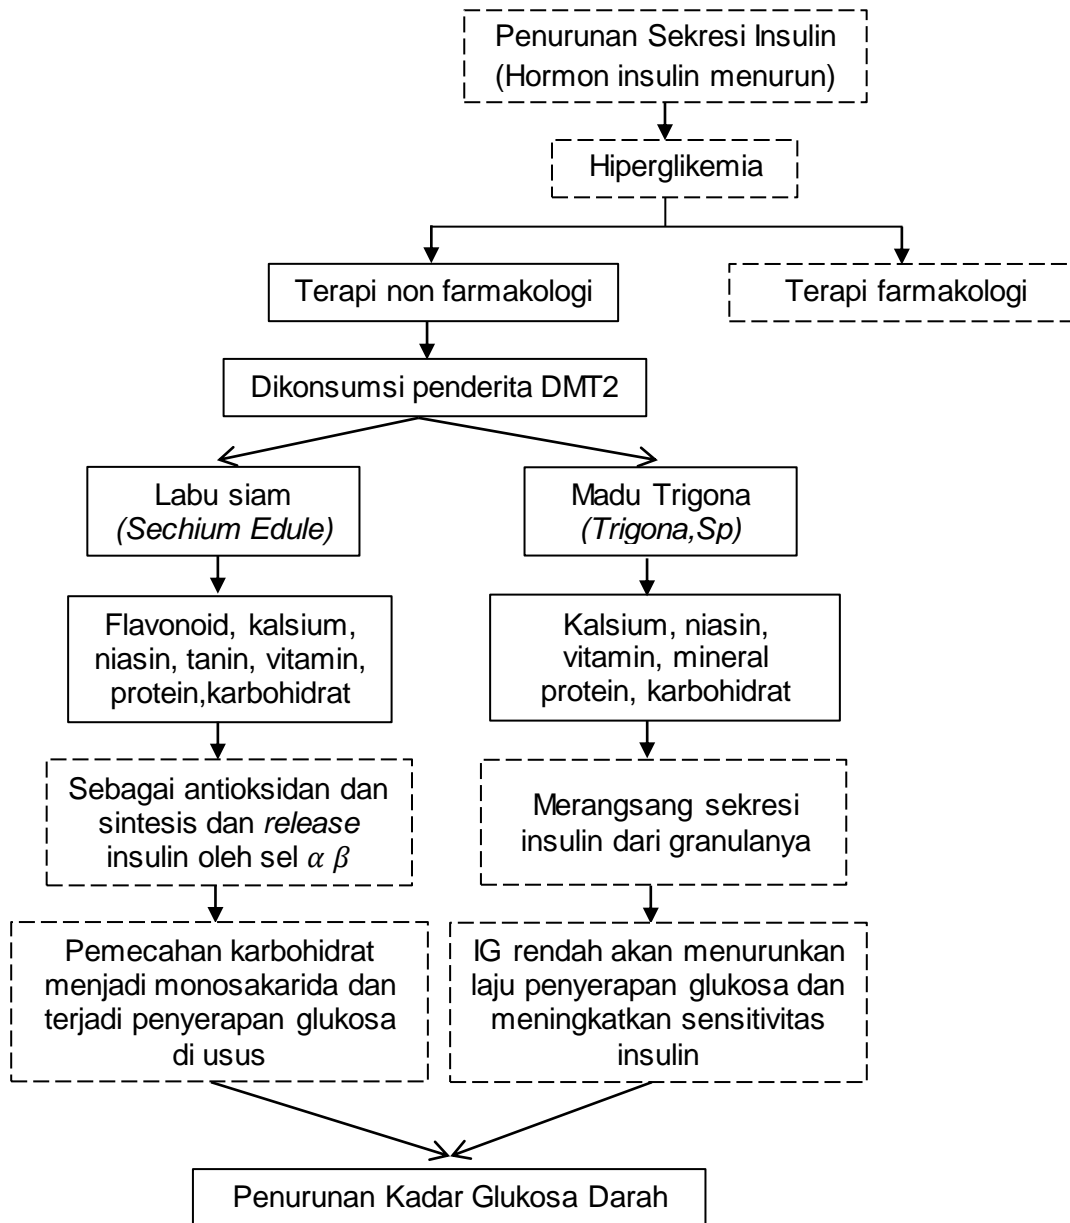 Penurunan Sekresi Insulin
(Hormon insulin menurun)
Hiperglikemia
Terapi non farmakologi
Terapi farmakologi
Dikonsumsi penderita DMT2
Labu siam
(Sechium Edule)
Madu Trigona
(Trigona,Sp)
Flavonoid, kalsium,
niasin, tanin, vitamin,
protein,karbohidrat
Kalsium, niasin,
vitamin, mineral
protein, karbohidrat
Sebagai antioksidan dan
sintesis dan release
insulin oleh sel α β
Merangsang sekresi
insulin dari granulanya
Pemecahan karbohidrat
menjadi monosakarida dan
terjadi penyerapan glukosa
di usus
IG rendah akan menurunkan
laju penyerapan glukosa dan
meningkatkan sensitivitas
insulin
Penurunan Kadar Glukosa Darah